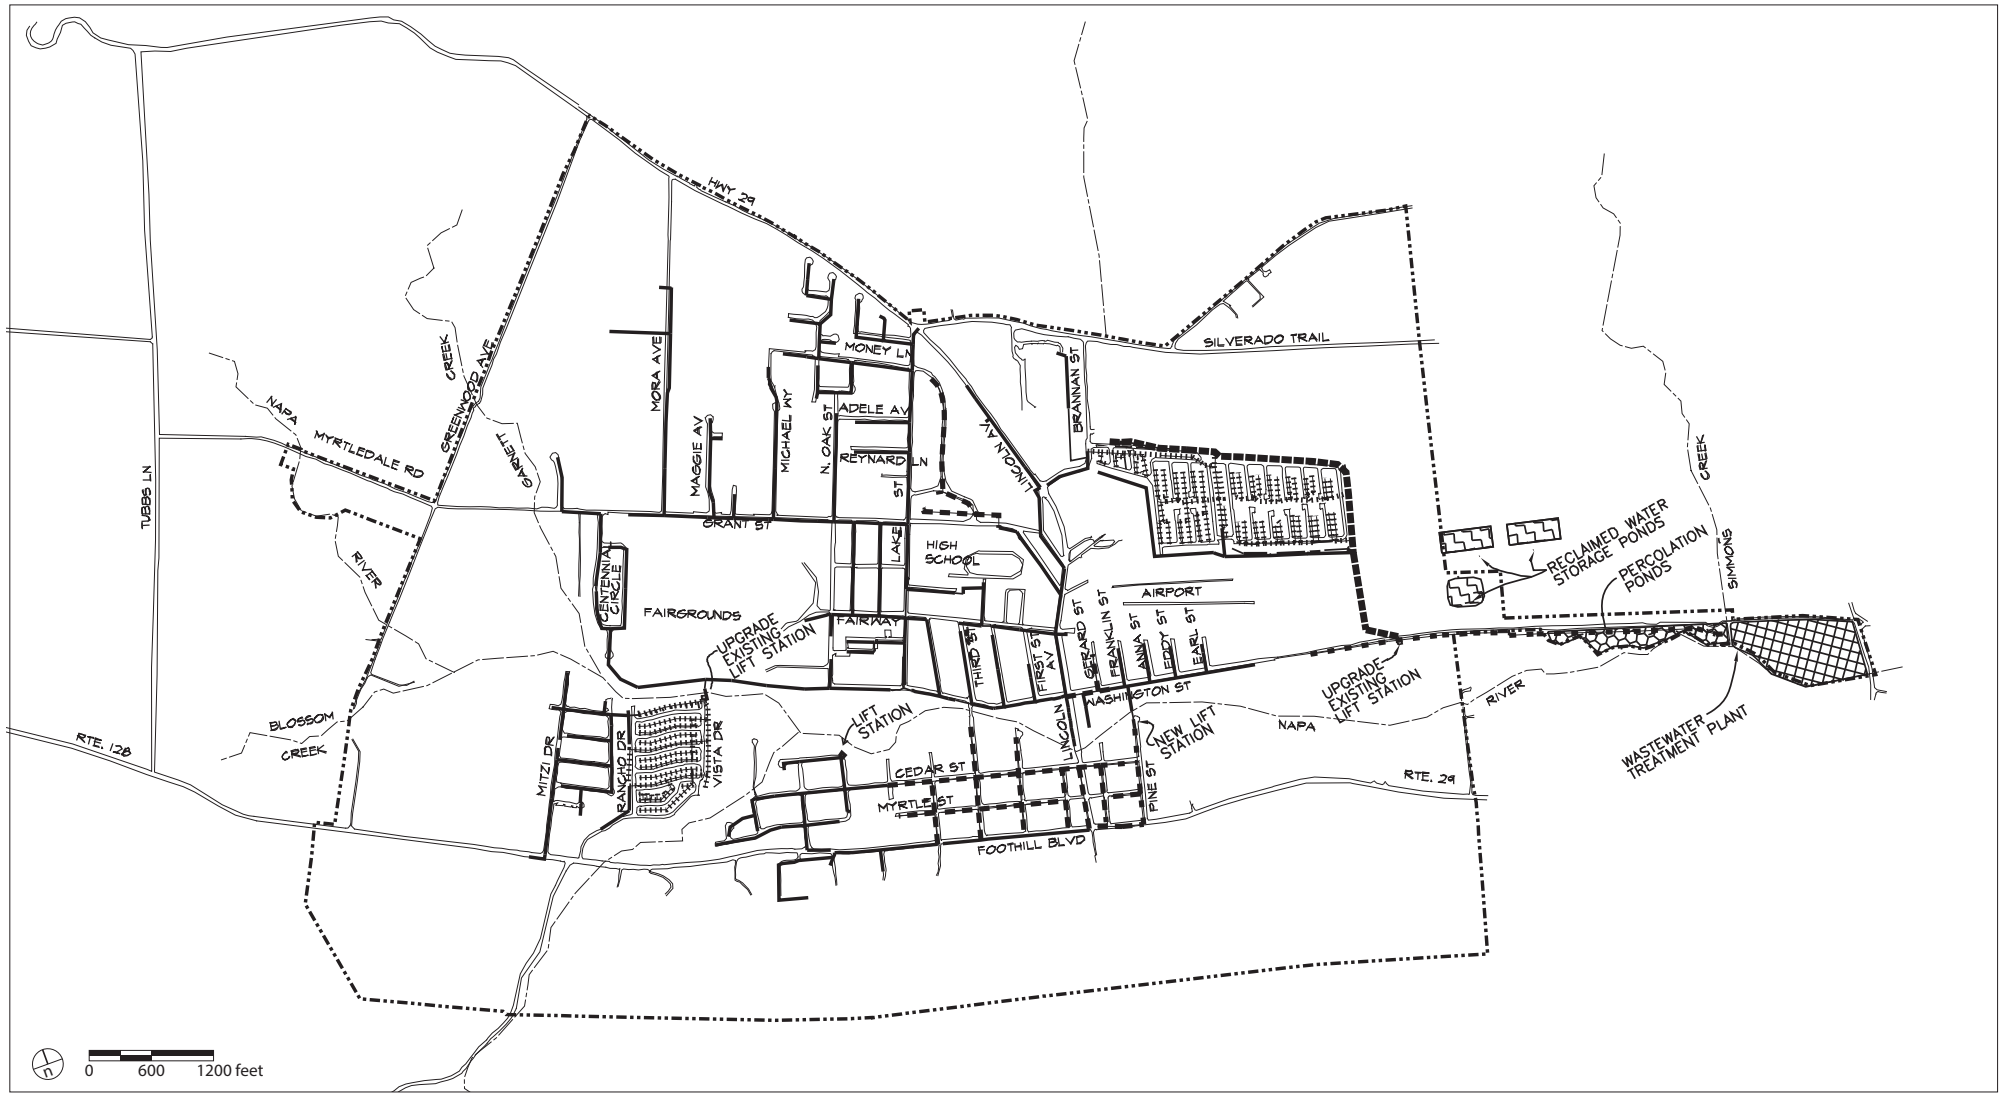 HWY 29
SILVERADO TRAIL
CREEK
GREENWOOD AVE
MORA AVE
MONEY LN
BRANNAN ST
NAPA
MYRTLEDALE RD
GARNETT
MAGGIE AV
MICHAEL WY
N. OAK ST
ADELE AV
REYNARD LN
ST
LAKE
LINCOLN AV
CREEK
SIMMONS
TUBBS LN
GRANT ST
RIVER
CENTENNIAL
CIRCLE
HIGH
SCHOOL
RECLAIMED WATER
STORAGE PONDS
PERCOLATION
PONDS
AIRPORT
FAIRGROUNDS
FAIRWAY
UPGRADE
EXISTING
LIFT STATION
THIRD ST
FIRST ST
AV
GERARD ST
FRANKLIN ST
ANNA ST
EDDY ST
EARL ST
WASHINGTON ST
UPGRADE
EXISTING
LIFT STATION
RIVER
BLOSSOM
CREEK
RTE. 128
MITZI DR
RANCHO DR
VISTA DR
LIFT
STATION
LINCOLN
NEW LIFT
STATION
NAPA
WASTEWATER
TREATMENT PLANT
CEDAR ST
MYRTLE ST
PINE ST
RTE. 29
FOOTHILL BLVD
n
0 600 1200 feet